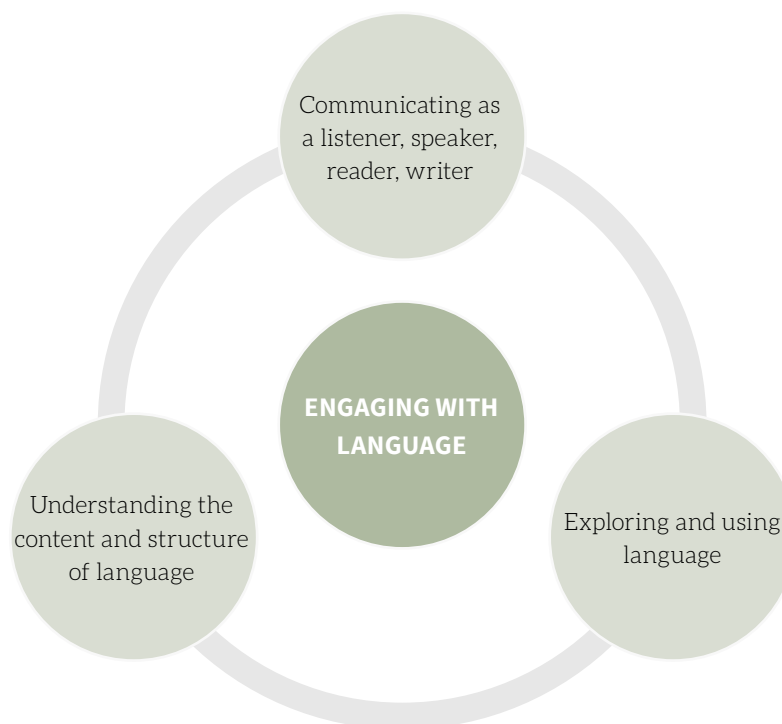 Communicating as
a listener, speaker,
reader, writer
ENGAGING WITH
LANGUAGE
Understanding the
content and structure
of language
Exploring and using
language